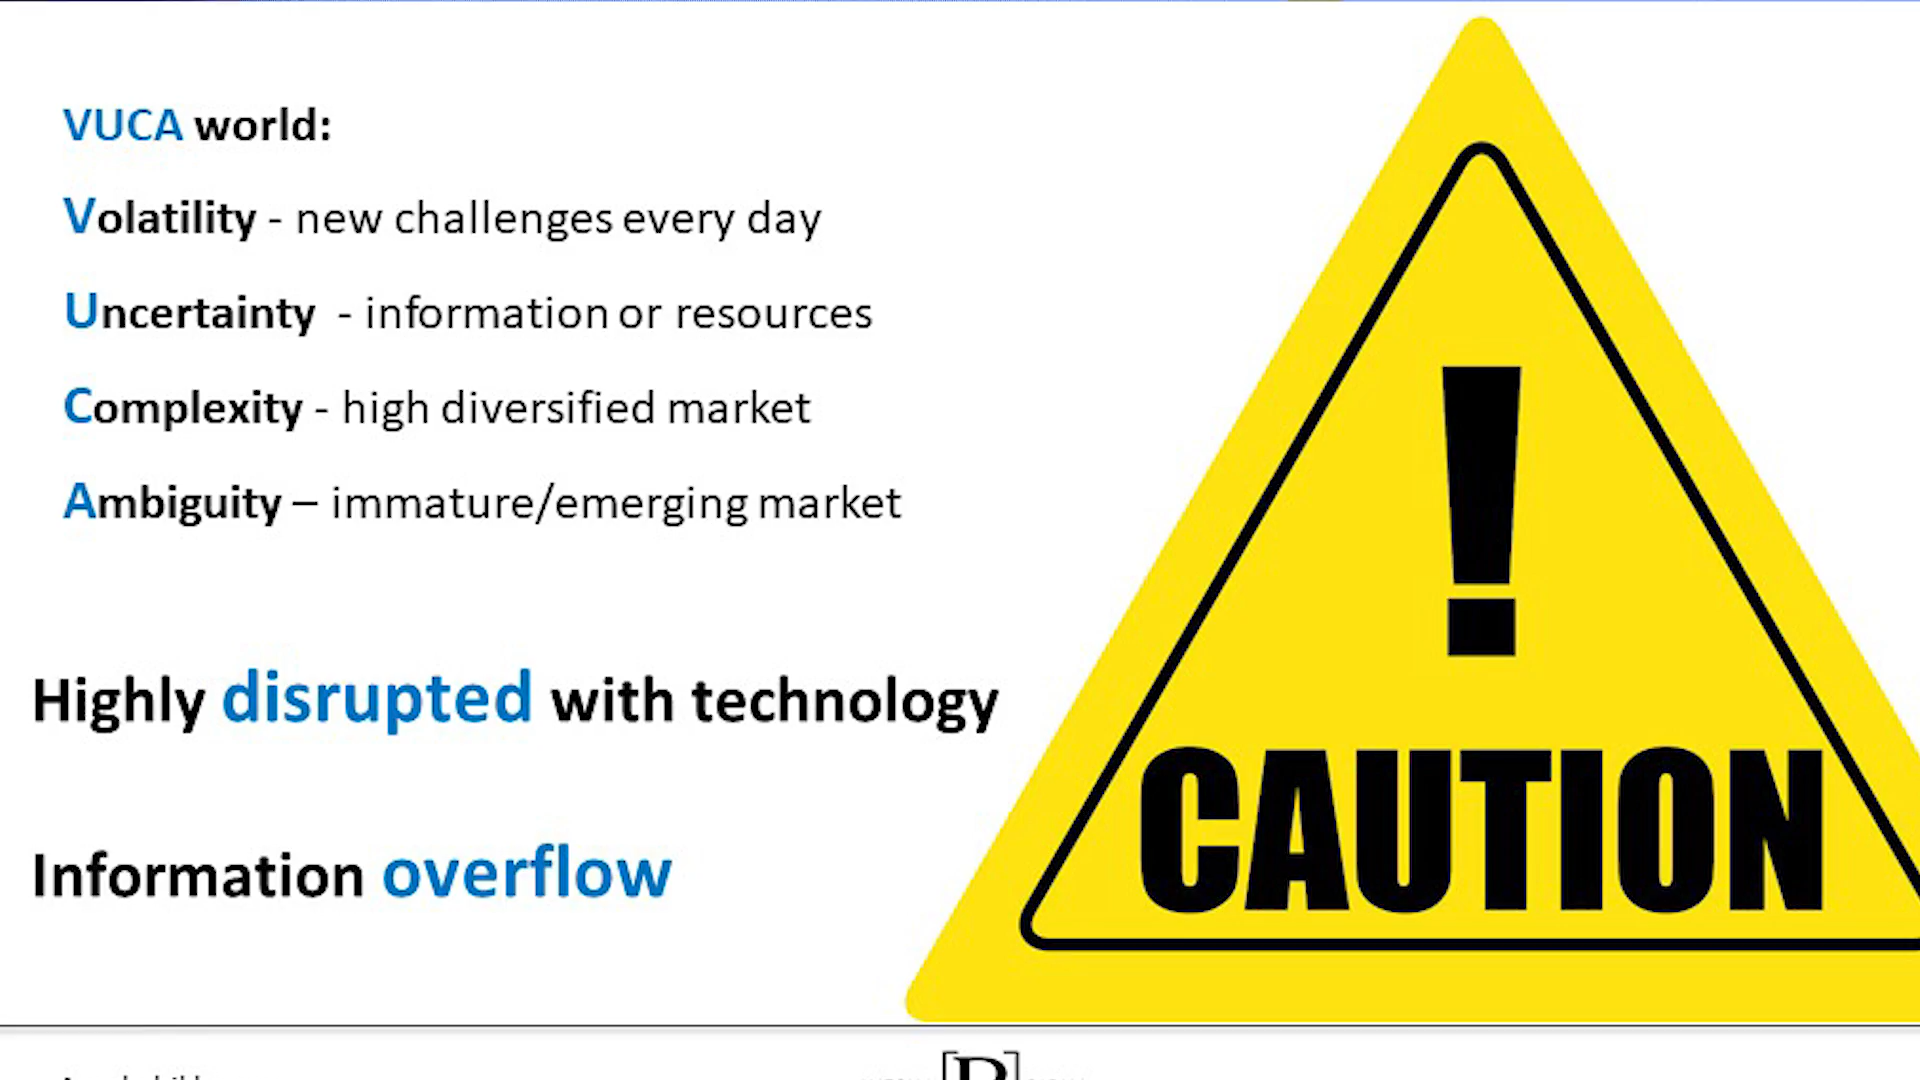 VUCA world:
Volatility - new challenges every day
Uncertainty - information or resources
Complexity - high diversified market
Ambiguity – immature/emerging market
Highly disrupted with technology
Information overflow
!
CAUTION